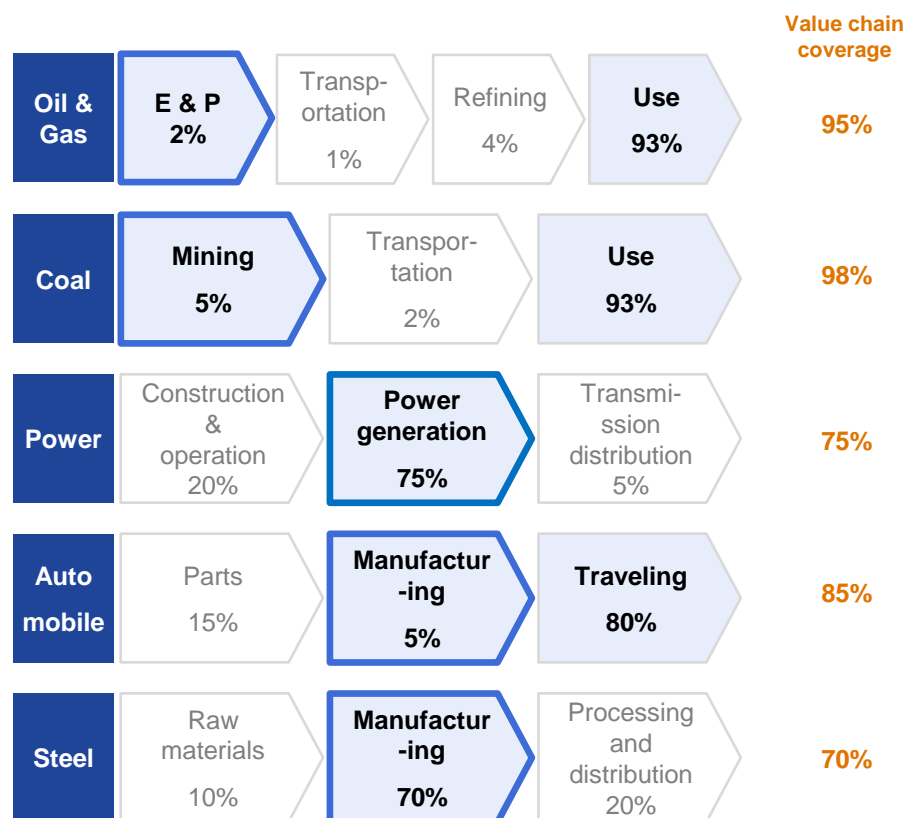 Value chain
coverage
Oil &
Gas
E & P
2%
Transp-
ortation
1%
Refining
4%
Use
93%
95%
Coal
Mining
5%
Transpor-
tation
2%
Use
93%
98%
Power
Construction
&
operation
20%
Power
generation
75%
Transmi-
ssion
distribution
5%
75%
Auto
mobile
Parts
15%
Manufactur
-ing
5%
Traveling
80%
85%
Steel
Raw
materials
10%
Manufactur
-ing
70%
Processing
and
distribution
20%
70%